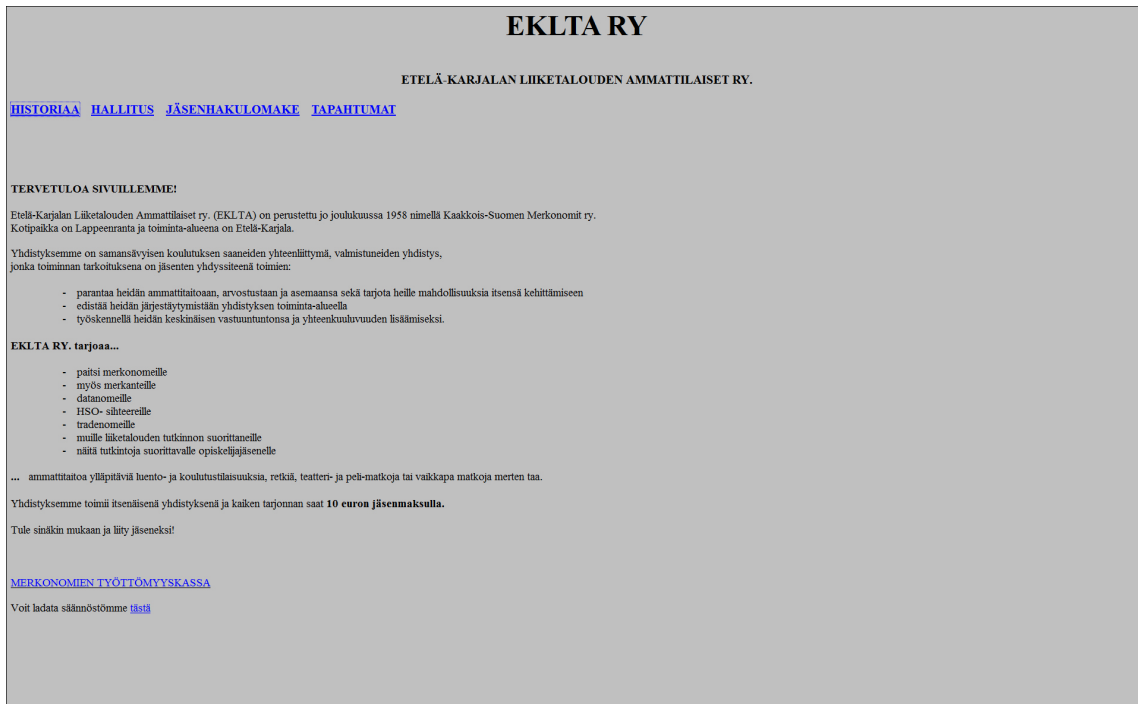 EKLTA RY
ETELÄ-KARJALAN LIIKETALOUDEN AMMATTILAISET RY.
HISTORIAA HALLITUS JÄSENHAKULOMAKE TAPAHTUMAT
TERVETULOA SIVUILLEMME!
Etelä-Karjalan Liiketalouden Ammattilaiset ry. (EKLTA) on perustettu jo joulukuussa 1958 nimellä Kaakkois-Suomen Merkonomit ry.
Kotipaikka on Lappeenranta ja toiminta-alueena on Etelä-Karjala.
Yhdistyksemme on samansävyisen koulutuksen saaneiden yhteenliittymä, valmistuneiden yhdistys,
jonka toiminnan tarkoituksena on jäsenten yhdyssiteenä toimien:
- parantaa heidän ammattitaitoaan, arvostustaan ja asemaansa sekä tarjota heille mahdollisuuksia itsensä kehittämiseen
- edistää heidän järjestäytymistään yhdistyksen toiminta-alueella
- työskennellä heidän keskinäisen vastuuntuntonsa ja yhteenkuuluvuuden lisäämiseksi.
EKLTA RY. tarjoaa...
- paitsi merkonomeille
- myös merkanteille
- datanomeille
- HSO- sihteereille
- tradenomeille
- muille liiketalouden tutkinnon suorittaneille
- näitä tutkintoja suorittavalle opiskelijajäsenelle
... ammattitaitoa ylläpitäviä luento- ja koulutustilaisuuksia, retkiä, teatteri- ja peli-matkoja tai vaikkapa matkoja merten taa.
Yhdistyksemme toimii itsenäisenä yhdistyksenä ja kaiken tarjonnan saat 10 euron jäsenmaksulla.
Tule sinäkin mukaan ja liity jäseneksi!
MERKONOMIEN TYÖTTÖMYYSKASSA
Voit ladata säännöstömme tästä